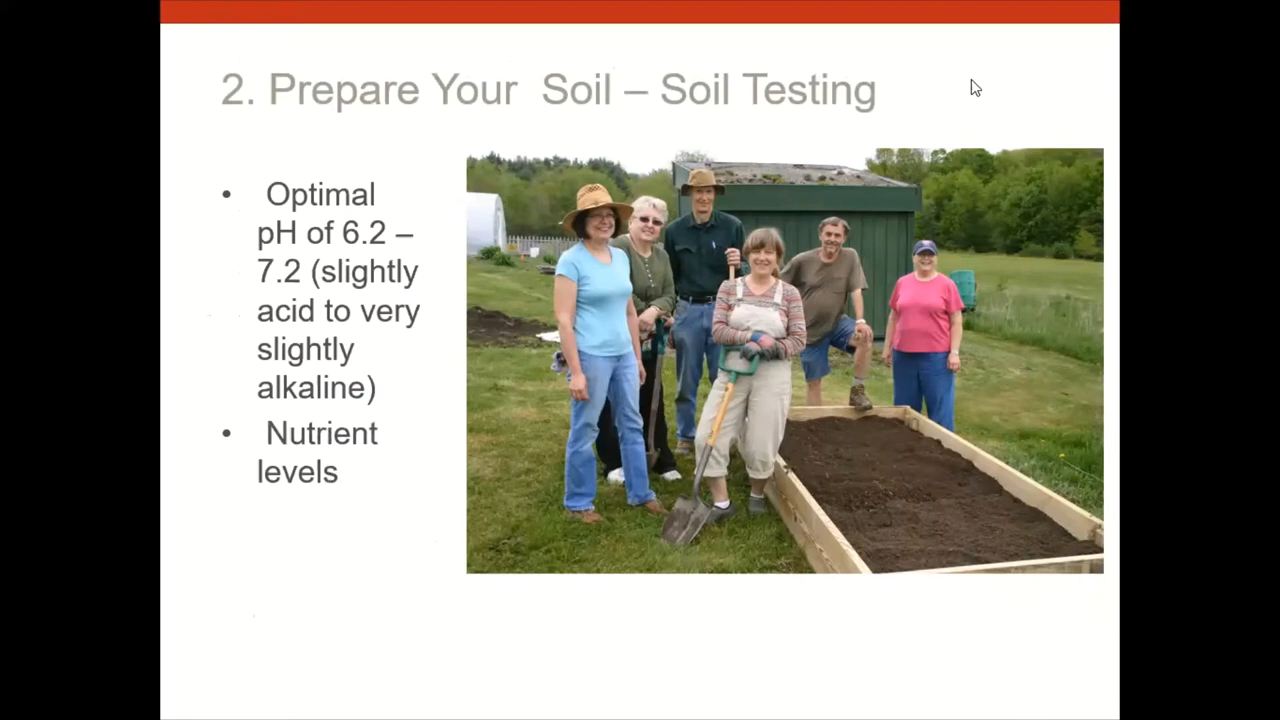 2. Prepare Your  Soil – Soil Testing
• Optimal
pH of 6.2 –
7.2 (slightly
acid to very
slightly
alkaline)
• Nutrient
levels